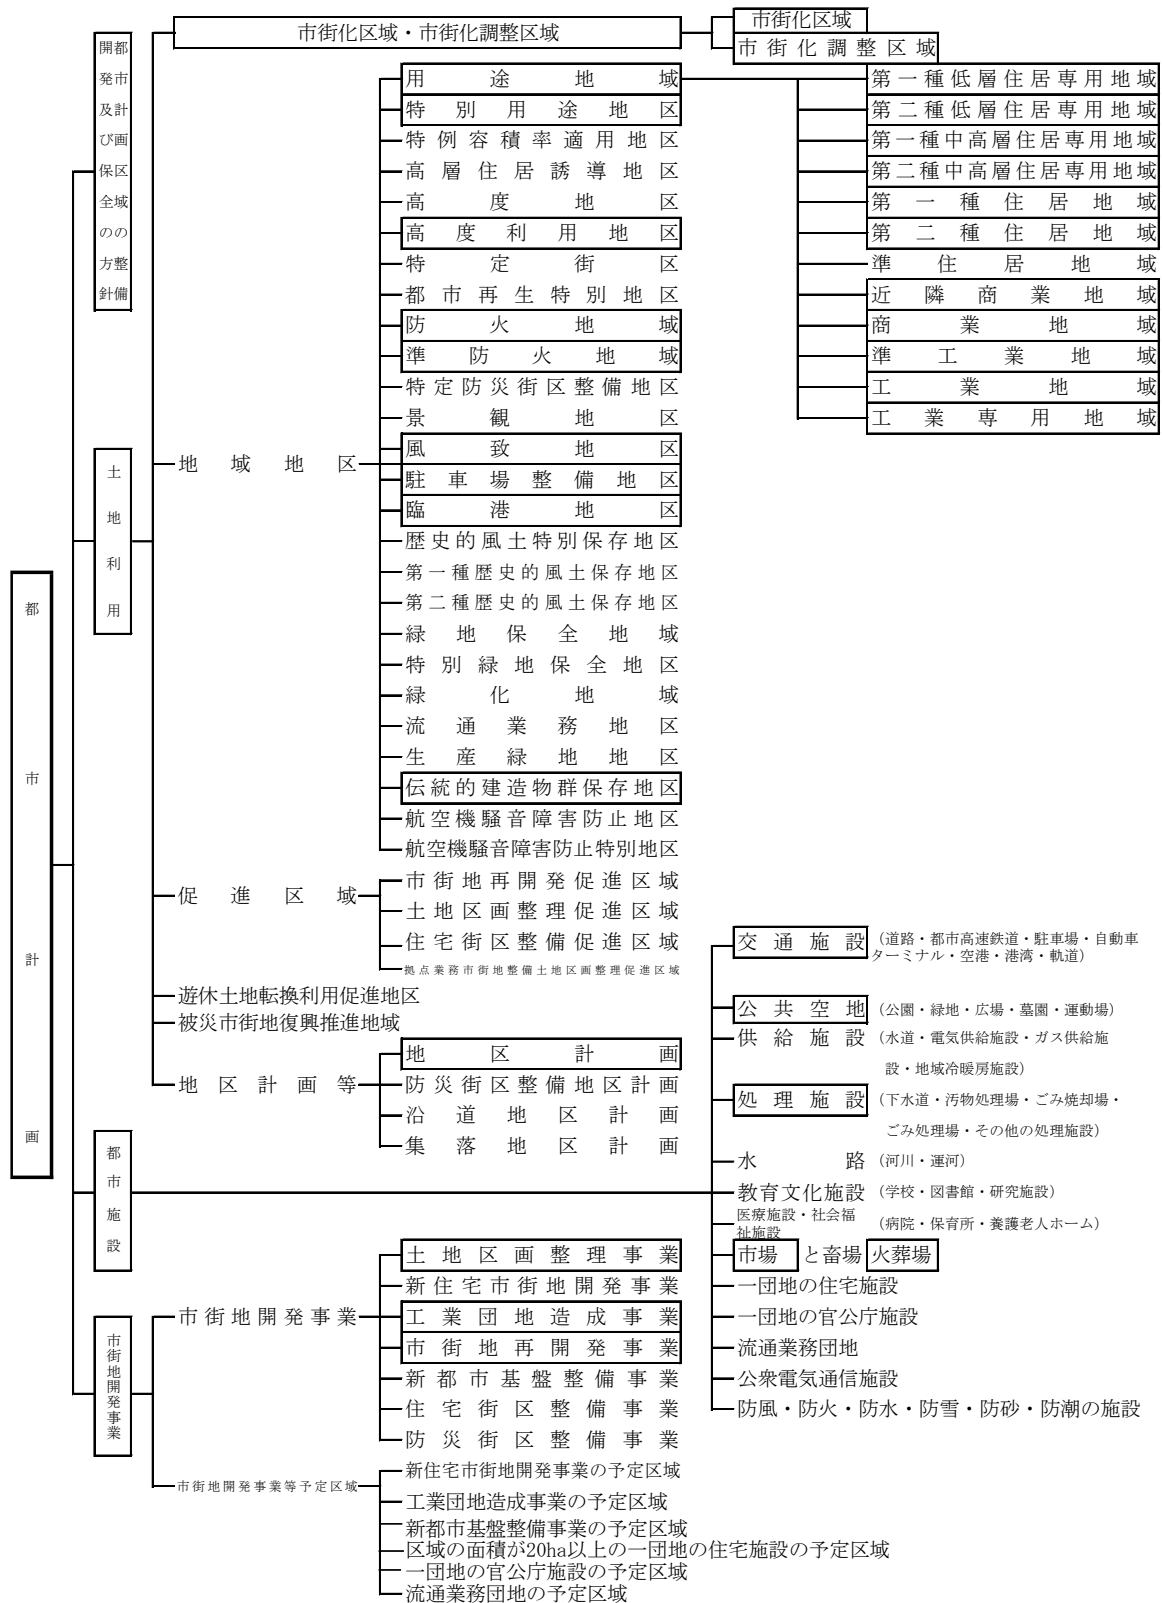 都市計画
都市計画区域の整備
開発及び保全の方針
土地利用
市街化区域・市街化調整区域
市街化区域
市街化調整区域
地域地区
用途地域
第一種低層住居専用地域
第二種低層住居専用地域
第一種中高層住居専用地域
第二種中高層住居専用地域
第一種住居地域
第二種住居地域
準住居地域
近隣商業地域
商業地域
準工業地域
工業地域
工業専用地域
特別用途地区
特例容積率適用地区
高層住居誘導地区
高度地区
高度利用地区
特定街区
都市再生特別地区
防火地域
準防火地域
特定防災街区整備地区
景観地区
風致地区
駐車場整備地区
臨港地区
歴史的風土特別保存地区
第一種歴史的風土保存地区
第二種歴史的風土保存地区
緑地保全地域
特別緑地保全地区
緑化地域
流通業務地区
生産緑地地区
伝統的建造物群保存地区
航空機騒音障害防止地区
航空機騒音障害防止特別地区
促進区域
市街地再開発促進区域
土地区画整理促進区域
住宅街区整備促進区域
拠点業務市街地整備土地区画整理促進区域
遊休土地転換利用促進地区
被災市街地復興推進地域
地区計画等
地区計画
防災街区整備地区計画
沿道地区計画
集落地区計画
都市施設
交通施設 (道路・都市高速鉄道・駐車場・自動車
ターミナル・空港・港湾・軌道)
公共空地 (公園・緑地・広場・墓園・運動場)
供給施設 (水道・電気供給施設・ガス供給施
設・地域冷暖房施設)
処理施設 (下水道・汚物処理場・ごみ焼却場・
ごみ処理場・その他の処理施設)
水路 (河川・運河)
教育文化施設 (学校・図書館・研究施設)
医療施設・社会福
祉施設 (病院・保育所・養護老人ホーム)
市場 と畜場 火葬場
一団地の住宅施設
一団地の官公庁施設
流通業務団地
公衆電気通信施設
防風・防火・防水・防雪・防砂・防潮の施設
市街地開発事業
市街地開発事業
土地区画整理事業
新住宅市街地開発事業
工業団地造成事業
市街地再開発事業
新都市基盤整備事業
住宅街区整備事業
防災街区整備事業
市街地開発事業等予定区域
新住宅市街地開発事業の予定区域
工業団地造成事業の予定区域
新都市基盤整備事業の予定区域
区域の面積が20ha以上の一団地の住宅施設の予定区域
一団地の官公庁施設の予定区域
流通業務団地の予定区域